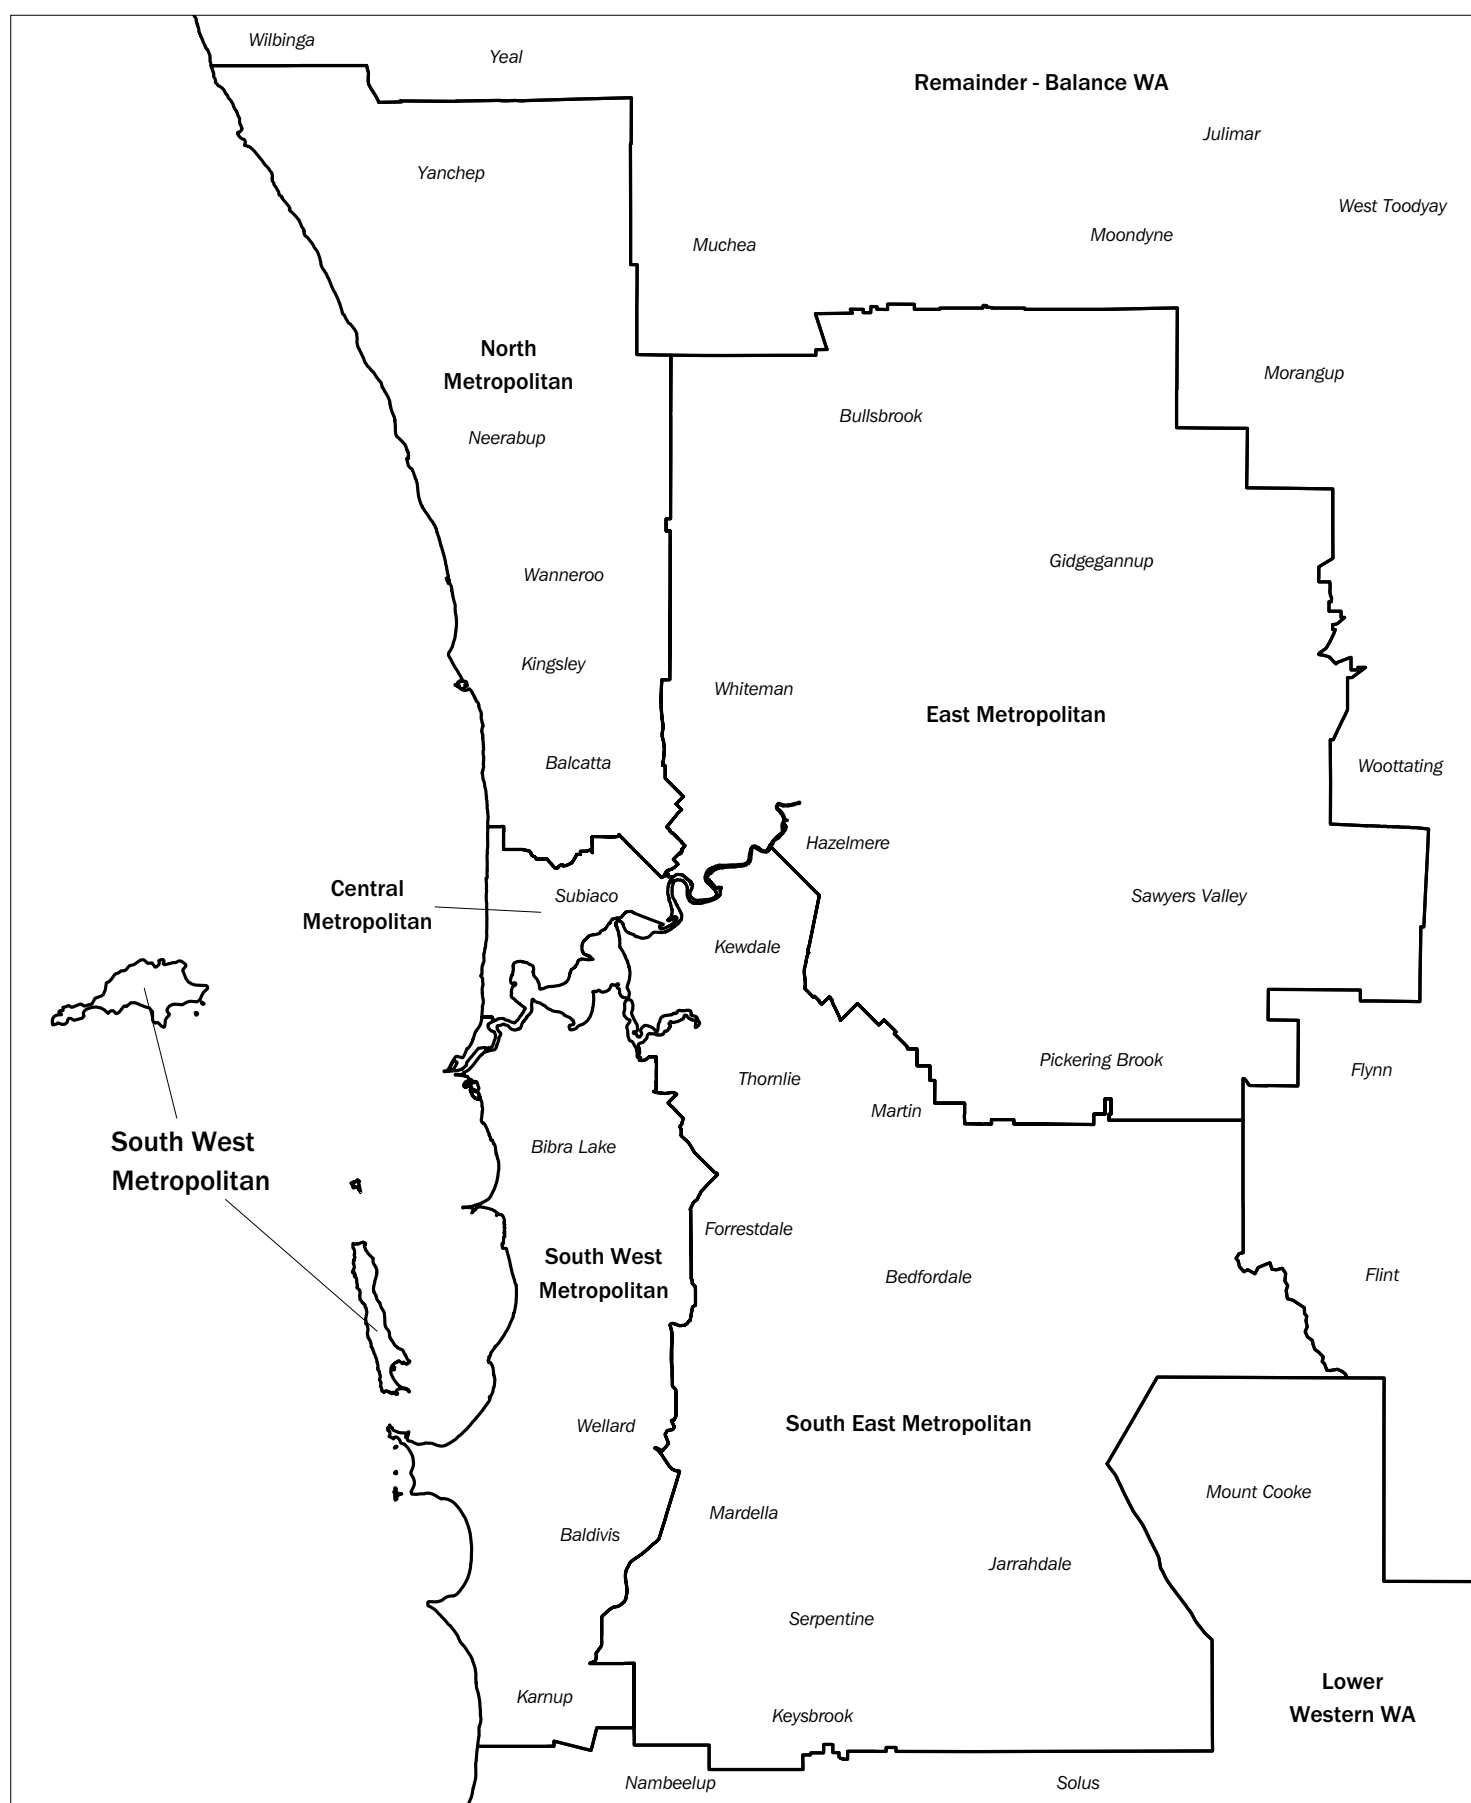 Wilbinga
Yeal
Remainder - Balance WA
Julimar
Yanchep
West Toodyay
Moondyne
Muchea
North
Metropolitan
Morangup
Bullsbrook
Neerabup
Gidgegannup
Wanneroo
Kingsley
Whiteman
East Metropolitan
Balcatta
Woottating
Hazelmere
Central
Metropolitan
Subiaco
Sawyers Valley
Kewdale
Pickering Brook
Flynn
Thornlie
Martin
South West
Metropolitan
Bibra Lake
Forrestdale
South West
Metropolitan
Bedfordale
Flint
Wellard
South East Metropolitan
Mount Cooke
Mardella
Baldivis
Jarrahdale
Serpentine
Lower
Western WA
Karnup
Keysbrook
Nambeelup
Solus